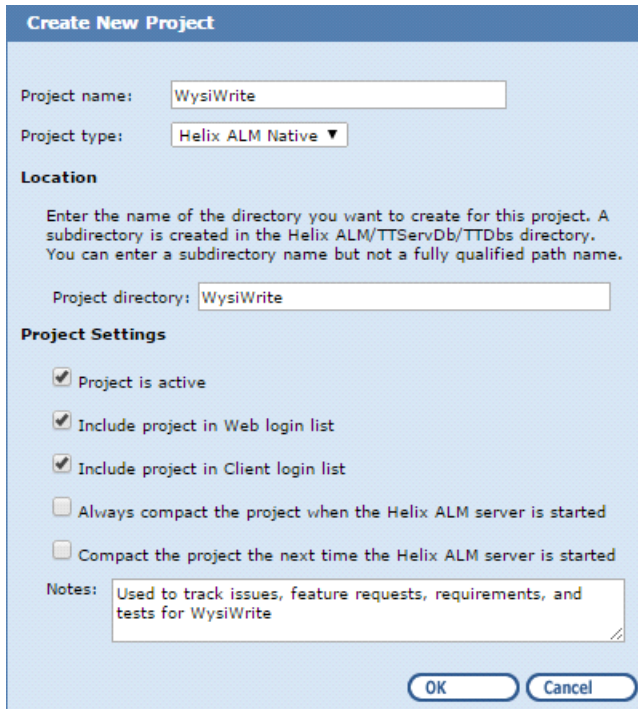 Create New Project
Project name: WysiWrite
Project type: Helix ALM Native ▼
Location
Enter the name of the directory you want to create for this project. A
subdirectory is created in the Helix ALM/TTServDb/TTDbs directory.
You can enter a subdirectory name but not a fully qualified path name.
Project directory: WysiWrite
Project Settings
Project is active
Include project in Web login list
Include project in Client login list
Always compact the project when the Helix ALM server is started
Compact the project the next time the Helix ALM server is started
Notes: Used to track issues, feature requests, requirements, and
tests for WysiWrite
OK Cancel